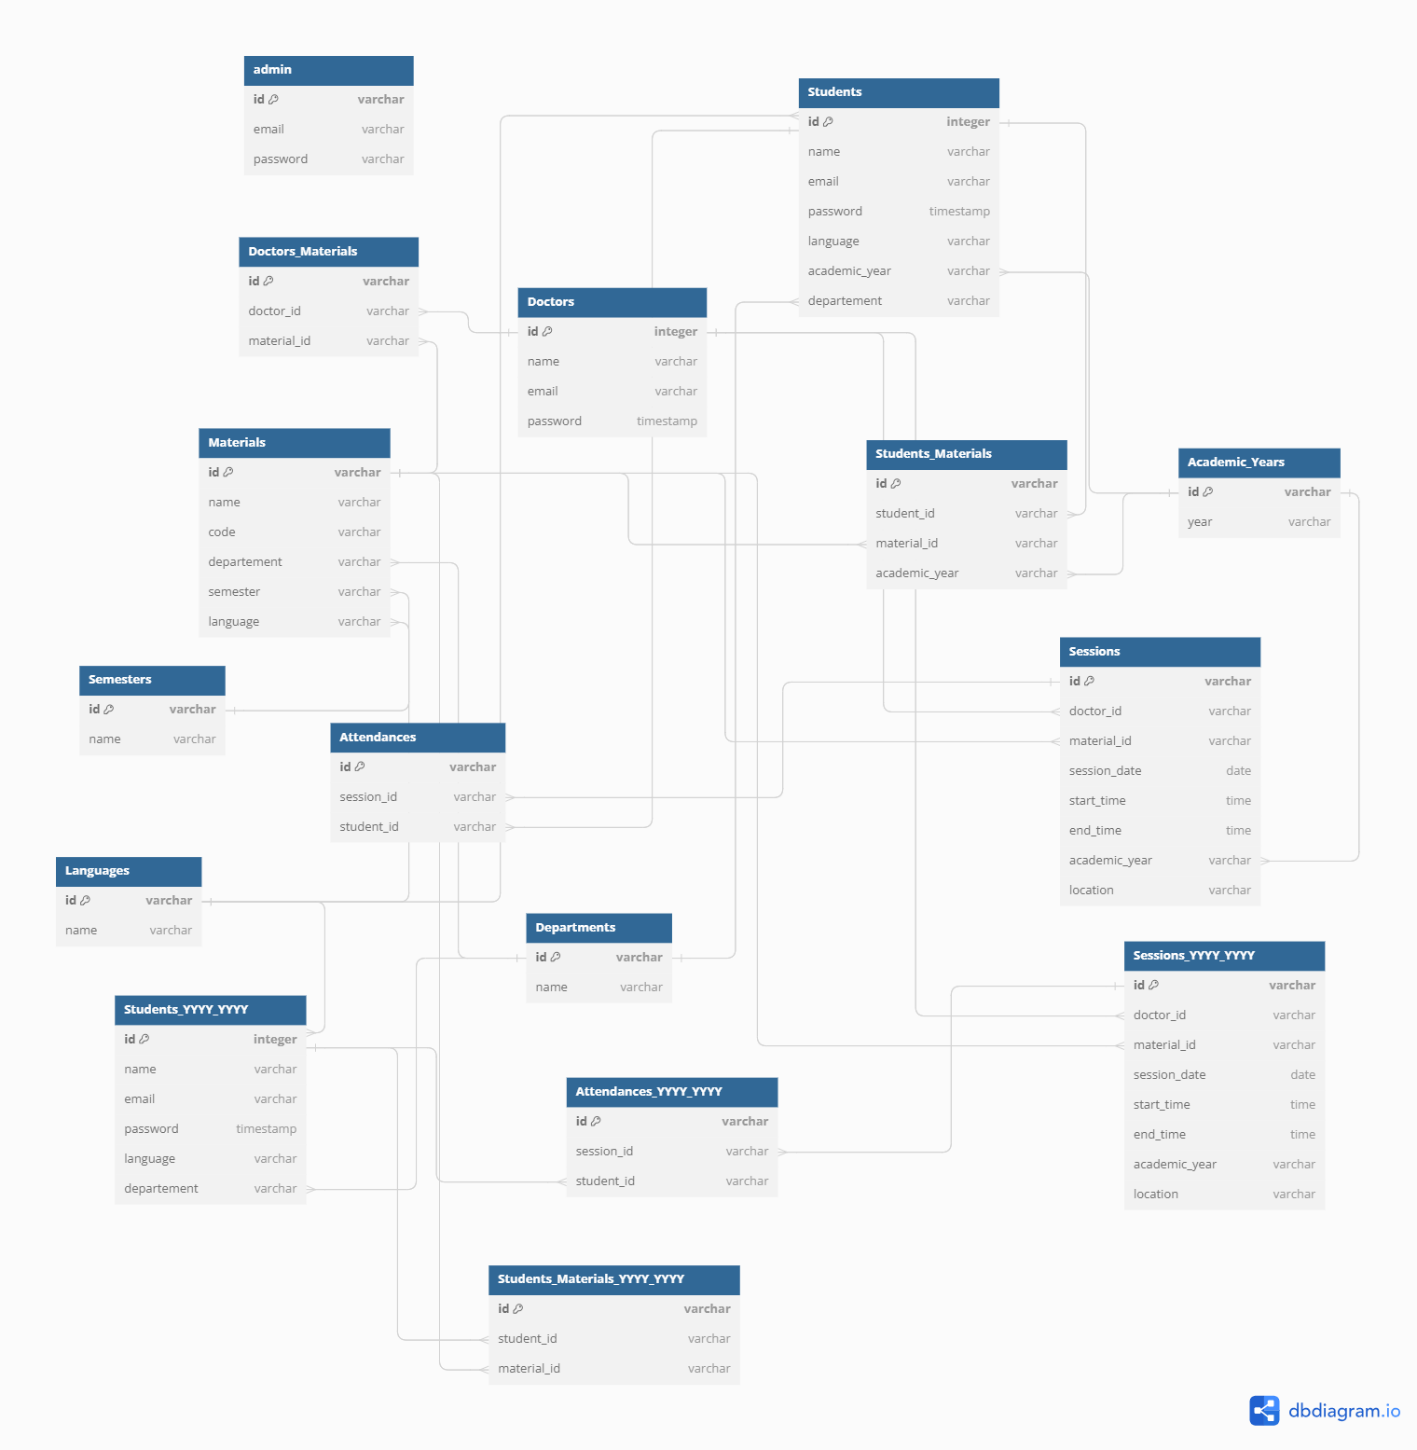 admin
id varchar
email varchar
password varchar
Students
id integer
name varchar
email varchar
password timestamp
language varchar
academic_year varchar
departement varchar
Doctors_Materials
id varchar
doctor_id varchar
material_id varchar
Doctors
id integer
name varchar
email varchar
password timestamp
Materials
id varchar
name varchar
code varchar
departement varchar
semester varchar
language varchar
Students_Materials
id varchar
student_id varchar
material_id varchar
academic_year varchar
Academic_Years
id varchar
year varchar
Sessions
id varchar
doctor_id varchar
material_id varchar
session_date date
start_time time
end_time time
academic_year varchar
location varchar
Semesters
id varchar
name varchar
Attendances
id varchar
session_id varchar
student_id varchar
Languages
id varchar
name varchar
Departments
id varchar
name varchar
Sessions_YYYY_YYYY
id varchar
doctor_id varchar
material_id varchar
session_date date
start_time time
end_time time
academic_year varchar
location varchar
Students_YYYY_YYYY
id integer
name varchar
email varchar
password timestamp
language varchar
departement varchar
Attendances_YYYY_YYYY
id varchar
session_id varchar
student_id varchar
Students_Materials_YYYY_YYYY
id varchar
student_id varchar
material_id varchar
dbdiagram.io